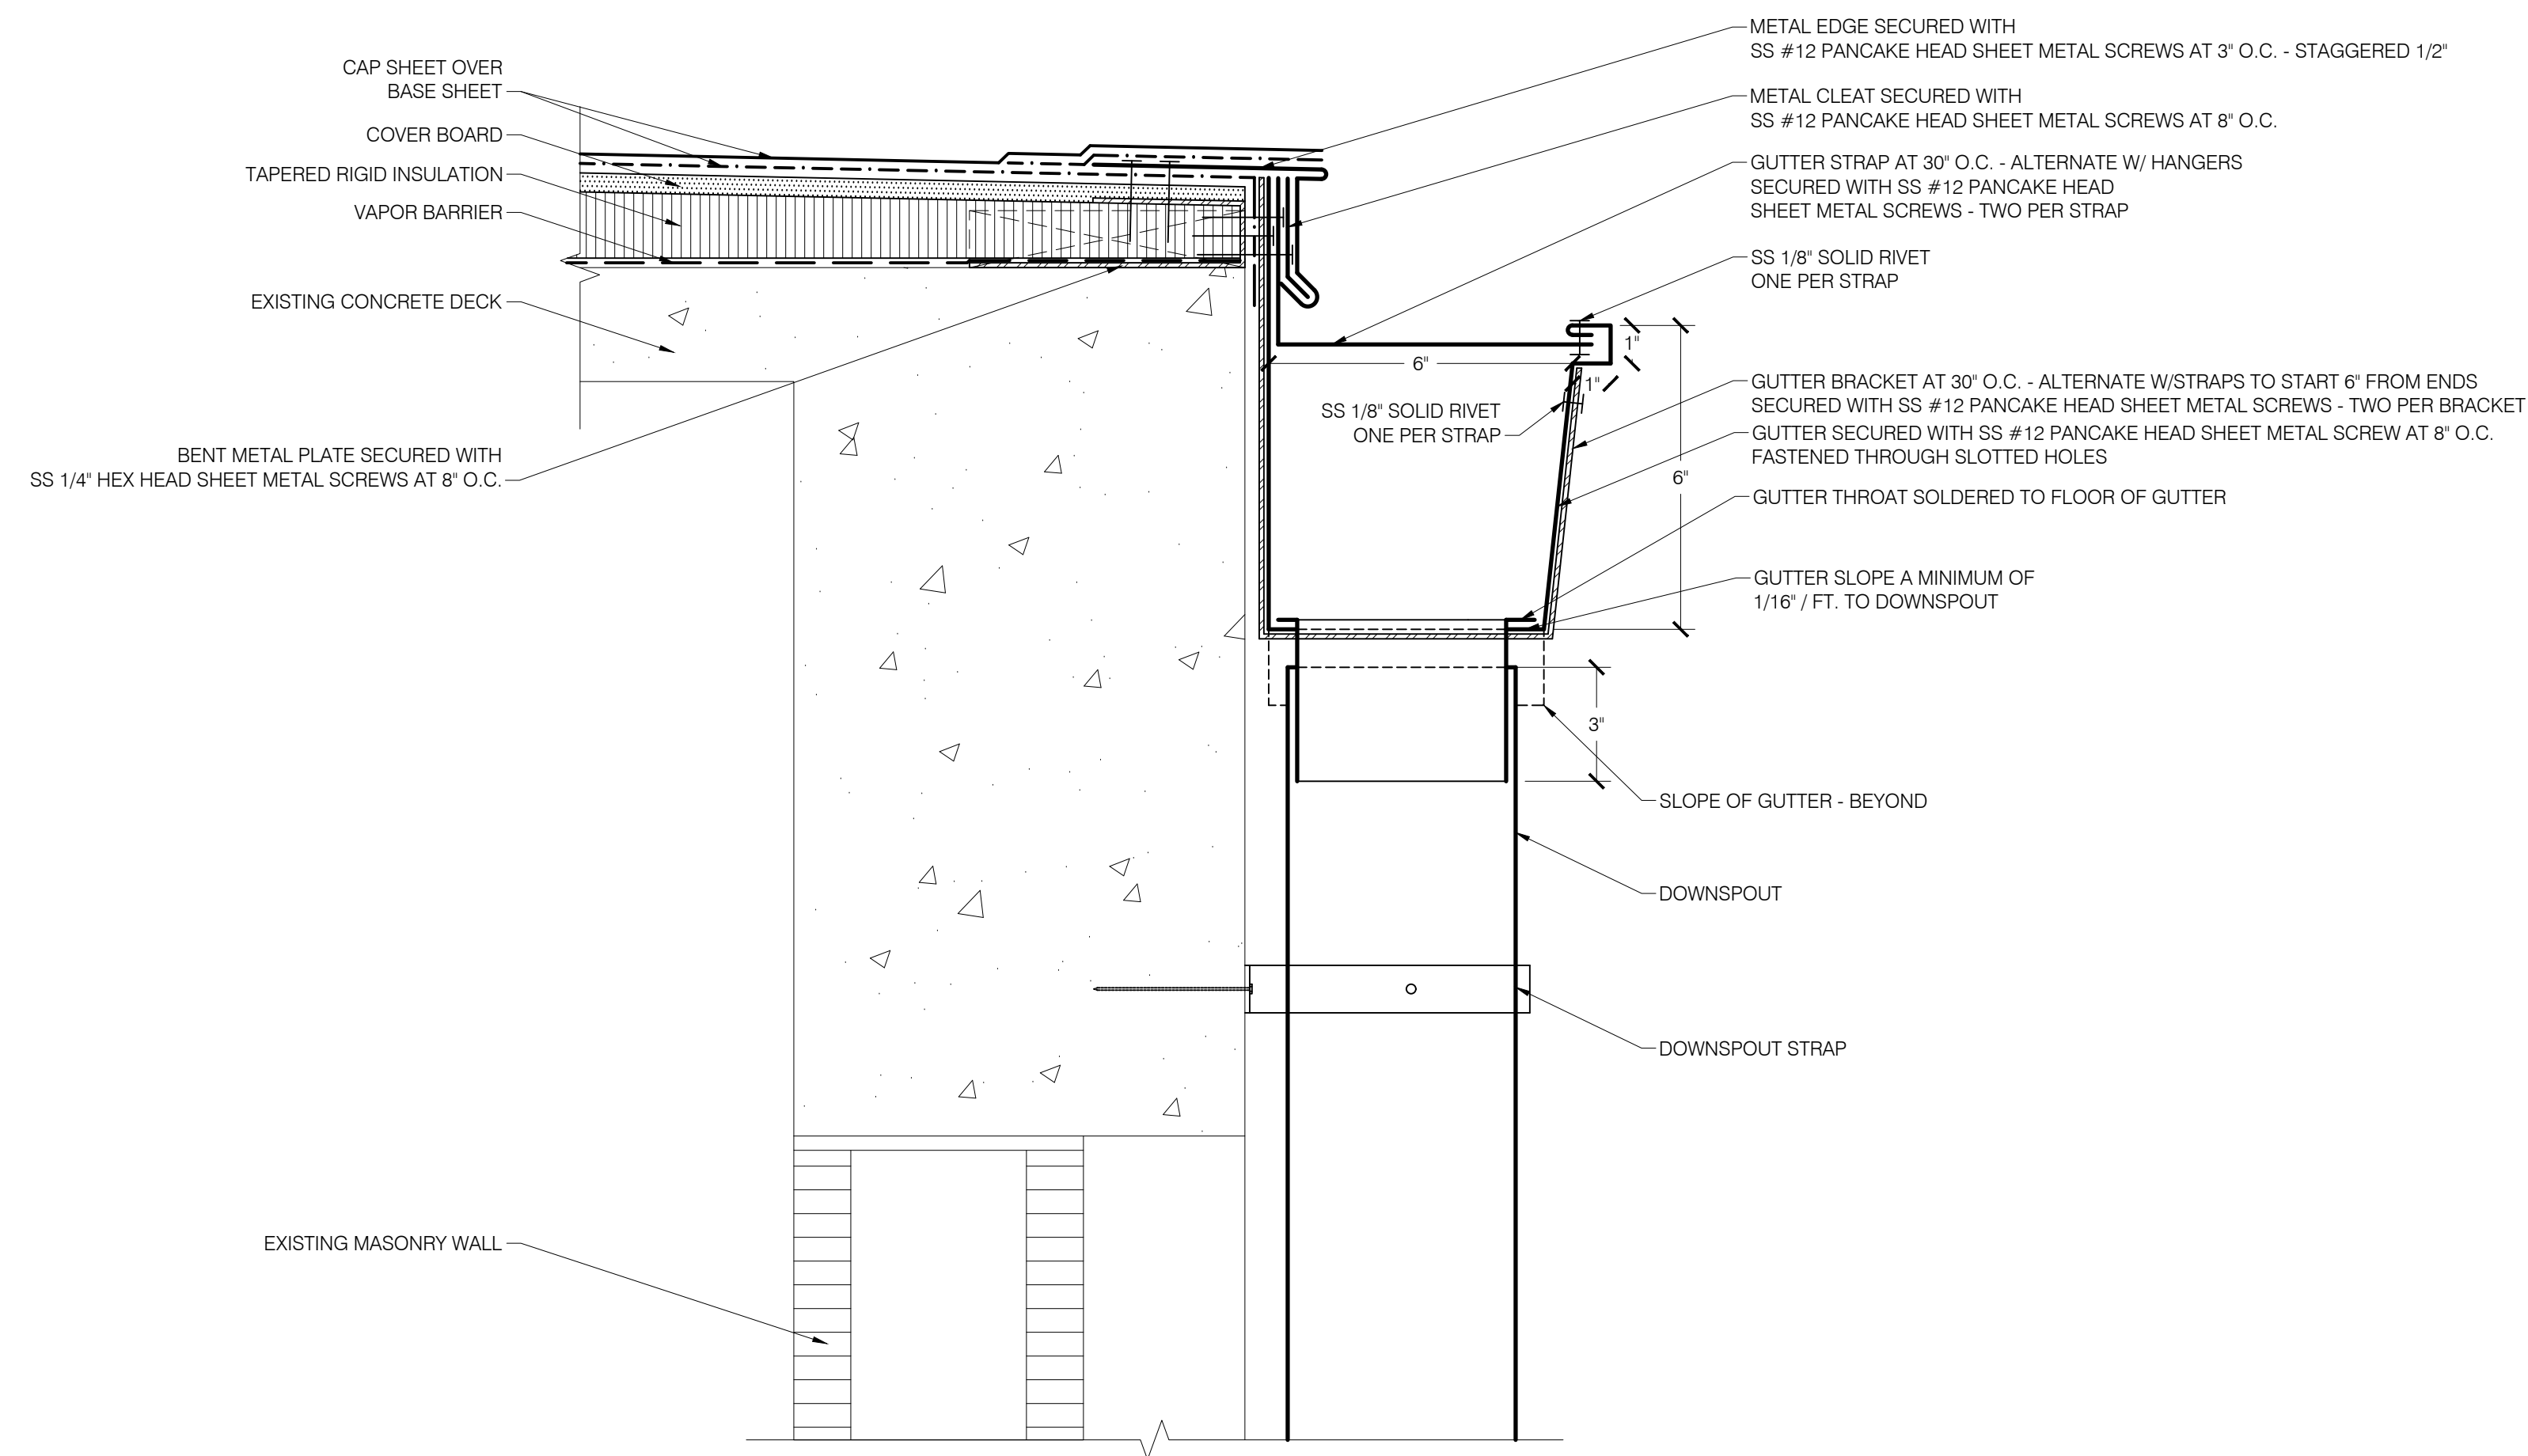 CAP SHEET OVER
BASE SHEET
COVER BOARD
TAPERED RIGID INSULATION
VAPOR BARRIER
EXISTING CONCRETE DECK
BENT METAL PLATE SECURED WITH
SS 1/4" HEX HEAD SHEET METAL SCREWS AT 8" O.C.
EXISTING MASONRY WALL
METAL EDGE SECURED WITH
SS #12 PANCAKE HEAD SHEET METAL SCREWS AT 3" O.C. - STAGGERED 1/2"
METAL CLEAT SECURED WITH
SS #12 PANCAKE HEAD SHEET METAL SCREWS AT 8" O.C.
GUTTER STRAP AT 30" O.C. - ALTERNATE W/ HANGERS
SECURED WITH SS #12 PANCAKE HEAD
SHEET METAL SCREWS - TWO PER STRAP
SS 1/8" SOLID RIVET
ONE PER STRAP
1"
6"
1"
SS 1/8" SOLID RIVET
ONE PER STRAP
6"
GUTTER BRACKET AT 30" O.C. - ALTERNATE W/STRAPS TO START 6" FROM ENDS
SECURED WITH SS #12 PANCAKE HEAD SHEET METAL SCREWS - TWO PER BRACKET
GUTTER SECURED WITH SS #12 PANCAKE HEAD SHEET METAL SCREW AT 8" O.C.
FASTENED THROUGH SLOTTED HOLES
GUTTER THROAT SOLDERED TO FLOOR OF GUTTER
GUTTER SLOPE A MINIMUM OF
1/16" / FT. TO DOWNSPOUT
3"
SLOPE OF GUTTER - BEYOND
DOWNSPOUT
DOWNSPOUT STRAP